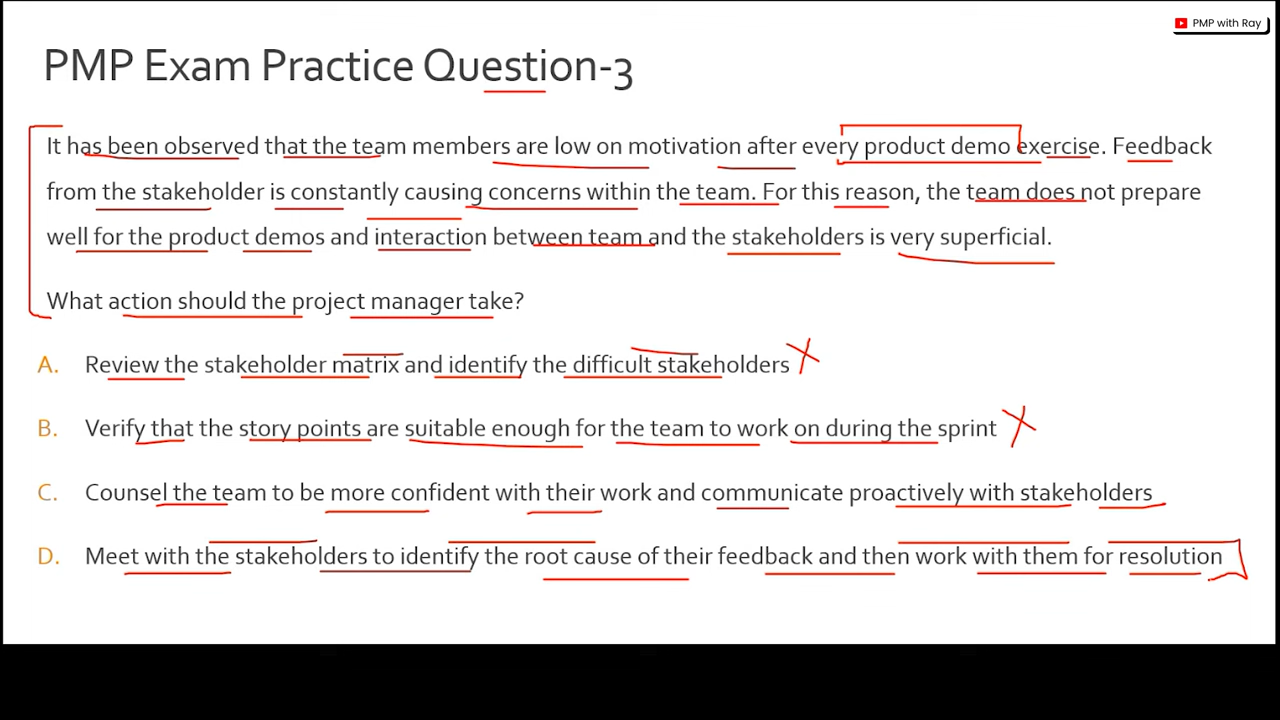 PMP with Ray
PMP Exam Practice Question-3
It has been observed that the team members are low on motivation after every product demo exercise. Feedback
from the stakeholder is constantly causing concerns within the team. For this reason, the team does not prepare
well for the product demos and interaction between team and the stakeholders is very superficial.
What action should the project manager take?
A. Review the stakeholder matrix and identify the difficult stakeholders
B. Verify that the story points are suitable enough for the team to work on during the sprint
C. Counsel the team to be more confident with their work and communicate proactively with stakeholders
D. Meet with the stakeholders to identify the root cause of their feedback and then work with them for resolution